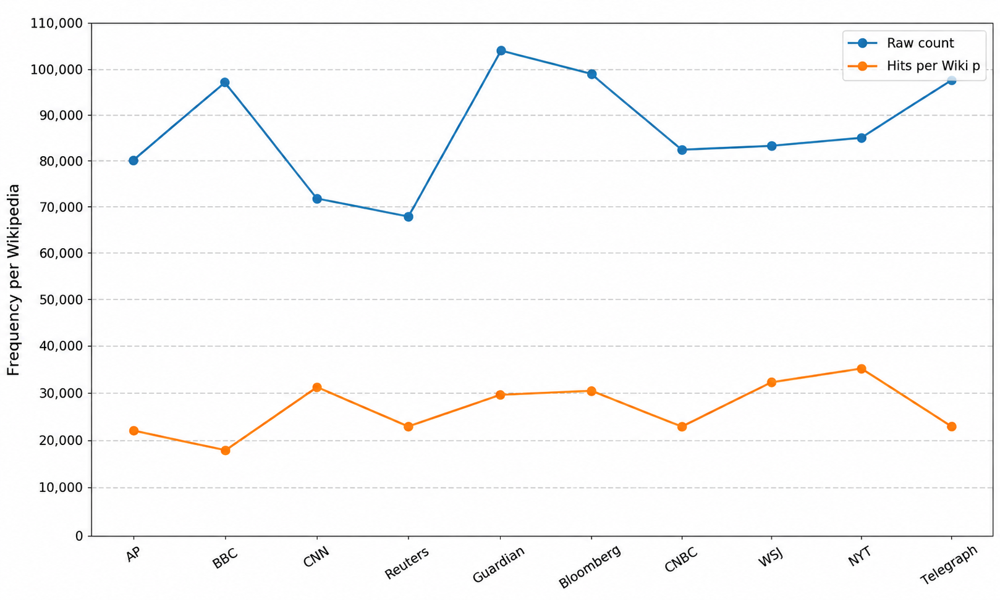 110,000
100,000
90,000
80,000
70,000
60,000
50,000
40,000
30,000
20,000
10,000
0
Frequency per Wikipedia
Raw count
Hits per Wiki p
AP
BBC
CNN
Reuters
Guardian
Bloomberg
CNBC
WSJ
NYT
Telegraph